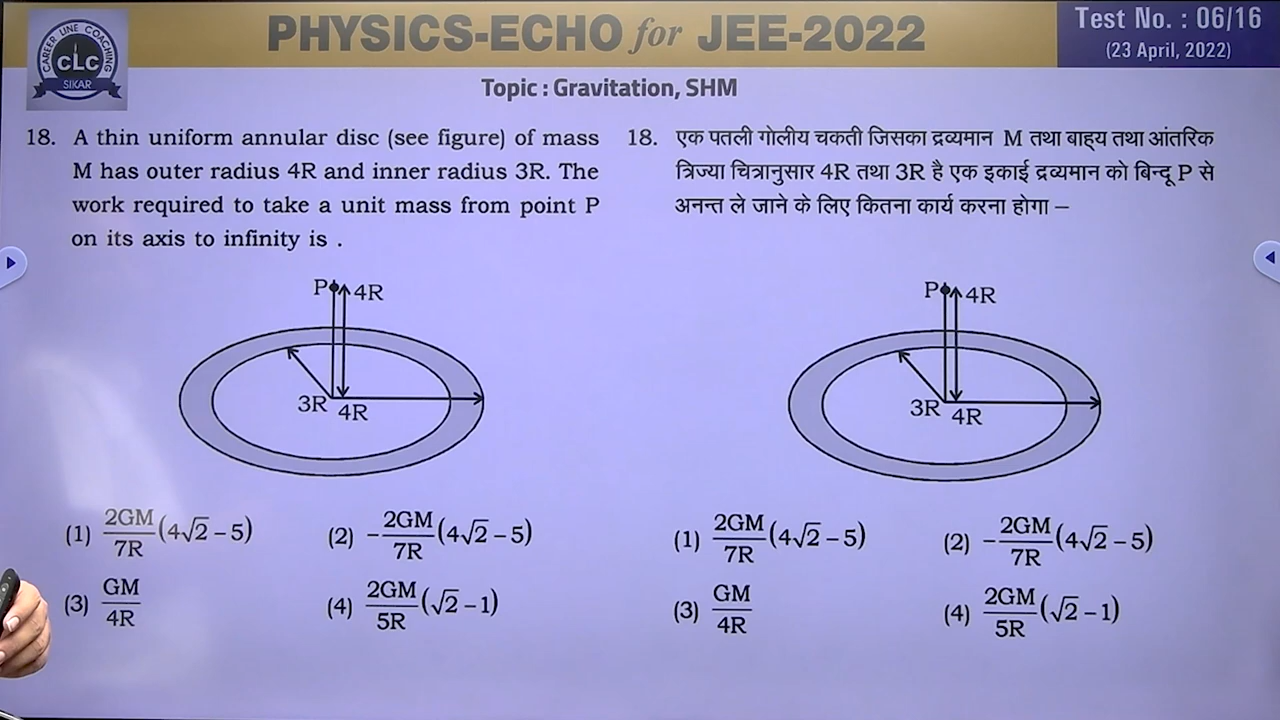 CAREER LINE COACHING
CLC
SIKAR
PHYSICS-ECHO for JEE-2022
Test No. : 06/16
(23 April, 2022)
Topic : Gravitation, SHM
18. A thin uniform annular disc (see figure) of mass
M has outer radius 4R and inner radius 3R. The
work required to take a unit mass from point P
on its axis to infinity is .
P 4R
3R 4R
(1) 2GM/7R (4√2 – 5) (2) –2GM/7R (4√2 – 5)
(3) GM/4R (4) 2GM/5R (√2 – 1)
18. एक पतली गोलीय चकती जिसका द्रव्यमान M तथा बाह्य तथा आंतरिक
त्रिज्या चित्रानुसार 4R तथा 3R है एक इकाई द्रव्यमान को बिन्दू P से
अनन्त ले जाने के लिए कितना कार्य करना होगा –
P 4R
3R 4R
(1) 2GM/7R (4√2 – 5) (2) –2GM/7R (4√2 – 5)
(3) GM/4R (4) 2GM/5R (√2 – 1)